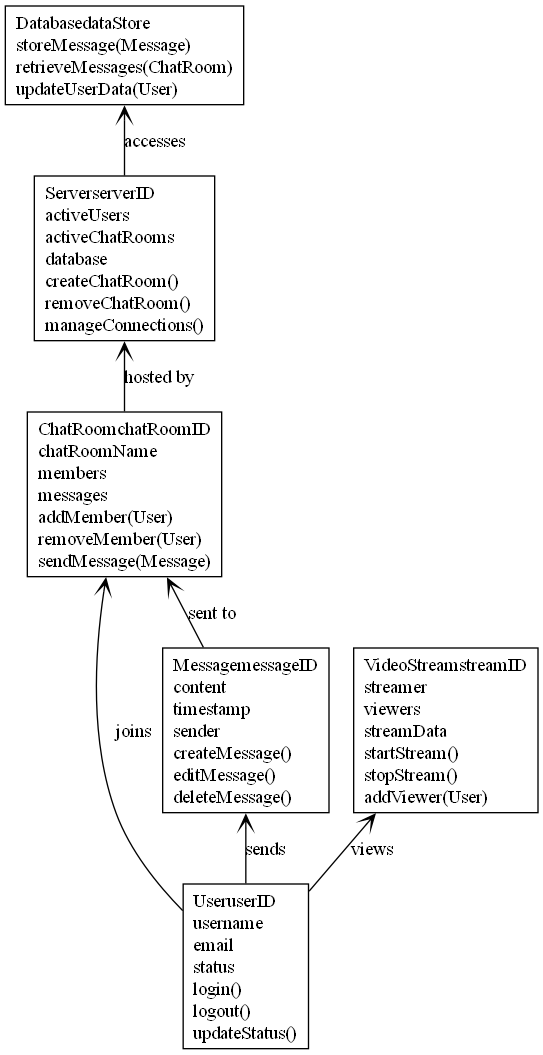 DatabasedataStore
storeMessage(Message)
retrieveMessages(ChatRoom)
updateUserData(User)
accesses
ServerserverID
activeUsers
activeChatRooms
database
createChatRoom()
removeChatRoom()
manageConnections()
hosted by
ChatRoomchatRoomID
chatRoomName
members
messages
addMember(User)
removeMember(User)
sendMessage(Message)
sent to
joins
MessagemessageID
content
timestamp
sender
createMessage()
editMessage()
deleteMessage()
VideoStreamstreamID
streamer
viewers
streamData
startStream()
stopStream()
addViewer(User)
sends
views
UseruserID
username
email
status
login()
logout()
updateStatus()